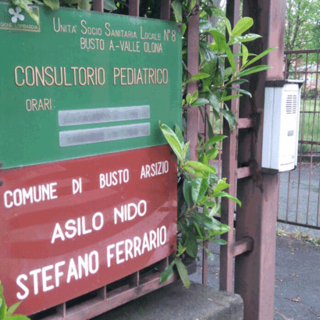 UNITÀ SOCIO SANITARIA LOCALE N° 8
BUSTO A-VALLE OLONA
CONSULTORIO PEDIATRICO
ORARI
COMUNE DI BUSTO ARSIZIO
ASILO NIDO
STEFANO FERRARIO